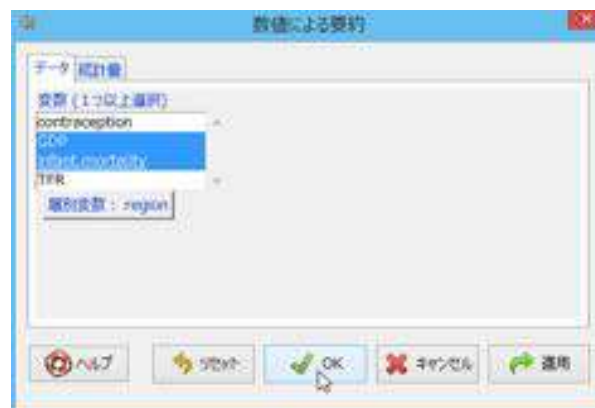 数値による要約
データ 統計量
変数 (1つ以上選択)
contraception
GDP
infant.mortality
TFR
層別変数 : region
ヘルプ リセット OK キャンセル 適用